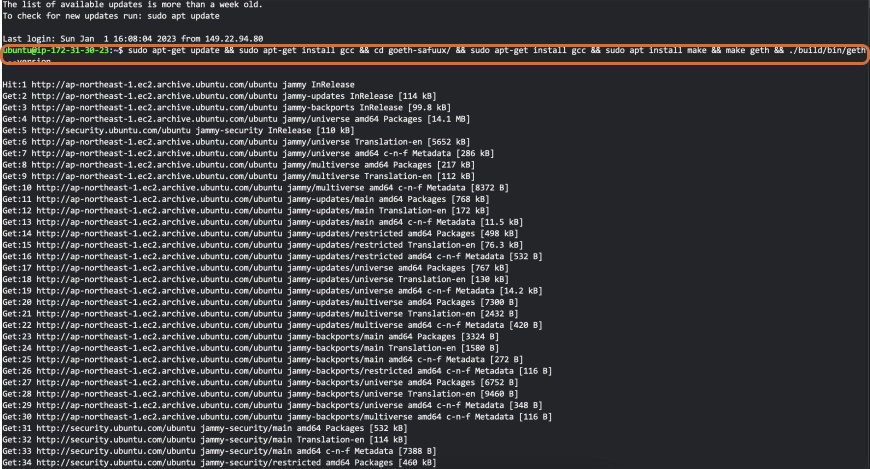 The list of available updates is more than a week old.
To check for new updates run: sudo apt update
Last login: Sun Jan  1 16:08:04 2023 from 149.22.94.80
ubuntu@ip-172-31-30-23:~$ sudo apt-get update && sudo apt-get install gcc && cd goeth-safuux/ && sudo apt-get install gcc && sudo apt install make && make geth && ./build/bin/geth
--version
Hit:1 http://ap-northeast-1.ec2.archive.ubuntu.com/ubuntu jammy InRelease
Get:2 http://ap-northeast-1.ec2.archive.ubuntu.com/ubuntu jammy-updates InRelease [114 kB]
Get:3 http://ap-northeast-1.ec2.archive.ubuntu.com/ubuntu jammy-backports InRelease [99.8 kB]
Get:4 http://ap-northeast-1.ec2.archive.ubuntu.com/ubuntu jammy/universe amd64 Packages [14.1 MB]
Get:5 http://security.ubuntu.com/ubuntu jammy-security InRelease [110 kB]
Get:6 http://ap-northeast-1.ec2.archive.ubuntu.com/ubuntu jammy/universe Translation-en [5652 kB]
Get:7 http://ap-northeast-1.ec2.archive.ubuntu.com/ubuntu jammy/universe amd64 c-n-f Metadata [286 kB]
Get:8 http://ap-northeast-1.ec2.archive.ubuntu.com/ubuntu jammy/multiverse amd64 Packages [217 kB]
Get:9 http://ap-northeast-1.ec2.archive.ubuntu.com/ubuntu jammy/multiverse Translation-en [112 kB]
Get:10 http://ap-northeast-1.ec2.archive.ubuntu.com/ubuntu jammy/multiverse amd64 c-n-f Metadata [8372 B]
Get:11 http://ap-northeast-1.ec2.archive.ubuntu.com/ubuntu jammy-updates/main amd64 Packages [768 kB]
Get:12 http://ap-northeast-1.ec2.archive.ubuntu.com/ubuntu jammy-updates/main Translation-en [172 kB]
Get:13 http://ap-northeast-1.ec2.archive.ubuntu.com/ubuntu jammy-updates/main amd64 c-n-f Metadata [11.5 kB]
Get:14 http://ap-northeast-1.ec2.archive.ubuntu.com/ubuntu jammy-updates/restricted amd64 Packages [498 kB]
Get:15 http://ap-northeast-1.ec2.archive.ubuntu.com/ubuntu jammy-updates/restricted Translation-en [76.3 kB]
Get:16 http://ap-northeast-1.ec2.archive.ubuntu.com/ubuntu jammy-updates/restricted amd64 c-n-f Metadata [532 B]
Get:17 http://ap-northeast-1.ec2.archive.ubuntu.com/ubuntu jammy-updates/universe amd64 Packages [767 kB]
Get:18 http://ap-northeast-1.ec2.archive.ubuntu.com/ubuntu jammy-updates/universe Translation-en [130 kB]
Get:19 http://ap-northeast-1.ec2.archive.ubuntu.com/ubuntu jammy-updates/universe amd64 c-n-f Metadata [14.2 kB]
Get:20 http://ap-northeast-1.ec2.archive.ubuntu.com/ubuntu jammy-updates/multiverse amd64 Packages [7300 B]
Get:21 http://ap-northeast-1.ec2.archive.ubuntu.com/ubuntu jammy-updates/multiverse Translation-en [2432 B]
Get:22 http://ap-northeast-1.ec2.archive.ubuntu.com/ubuntu jammy-updates/multiverse amd64 c-n-f Metadata [420 B]
Get:23 http://ap-northeast-1.ec2.archive.ubuntu.com/ubuntu jammy-backports/main amd64 Packages [3324 B]
Get:24 http://ap-northeast-1.ec2.archive.ubuntu.com/ubuntu jammy-backports/main Translation-en [1580 B]
Get:25 http://ap-northeast-1.ec2.archive.ubuntu.com/ubuntu jammy-backports/main amd64 c-n-f Metadata [272 B]
Get:26 http://ap-northeast-1.ec2.archive.ubuntu.com/ubuntu jammy-backports/restricted amd64 c-n-f Metadata [116 B]
Get:27 http://ap-northeast-1.ec2.archive.ubuntu.com/ubuntu jammy-backports/universe amd64 Packages [6752 B]
Get:28 http://ap-northeast-1.ec2.archive.ubuntu.com/ubuntu jammy-backports/universe Translation-en [9460 B]
Get:29 http://ap-northeast-1.ec2.archive.ubuntu.com/ubuntu jammy-backports/universe amd64 c-n-f Metadata [348 B]
Get:30 http://ap-northeast-1.ec2.archive.ubuntu.com/ubuntu jammy-backports/multiverse amd64 c-n-f Metadata [116 B]
Get:31 http://security.ubuntu.com/ubuntu jammy-security/main amd64 Packages [532 kB]
Get:32 http://security.ubuntu.com/ubuntu jammy-security/main Translation-en [114 kB]
Get:33 http://security.ubuntu.com/ubuntu jammy-security/main amd64 c-n-f Metadata [7388 B]
Get:34 http://security.ubuntu.com/ubuntu jammy-security/restricted amd64 Packages [460 kB]